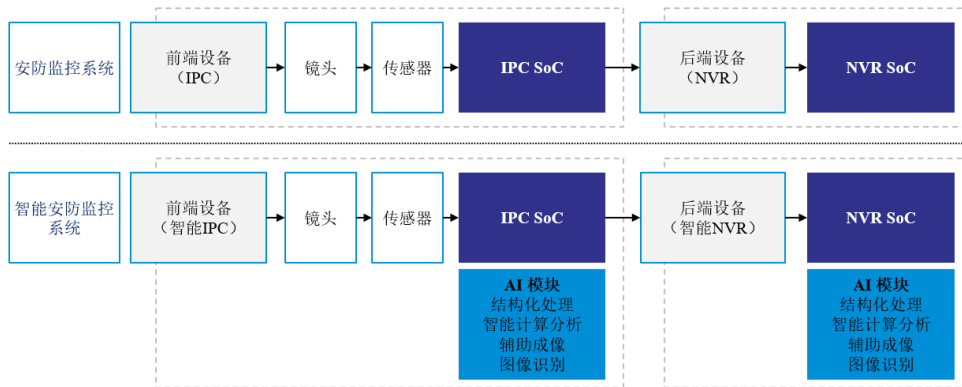 安防监控系统
前端设备
（IPC）
镜头
传感器
IPC SoC
后端设备
（NVR）
NVR SoC
智能安防监控
系统
前端设备
（智能IPC）
镜头
传感器
IPC SoC
后端设备
（智能NVR）
NVR SoC
AI 模块
结构化处理
智能计算分析
辅助成像
图像识别
AI 模块
结构化处理
智能计算分析
辅助成像
图像识别